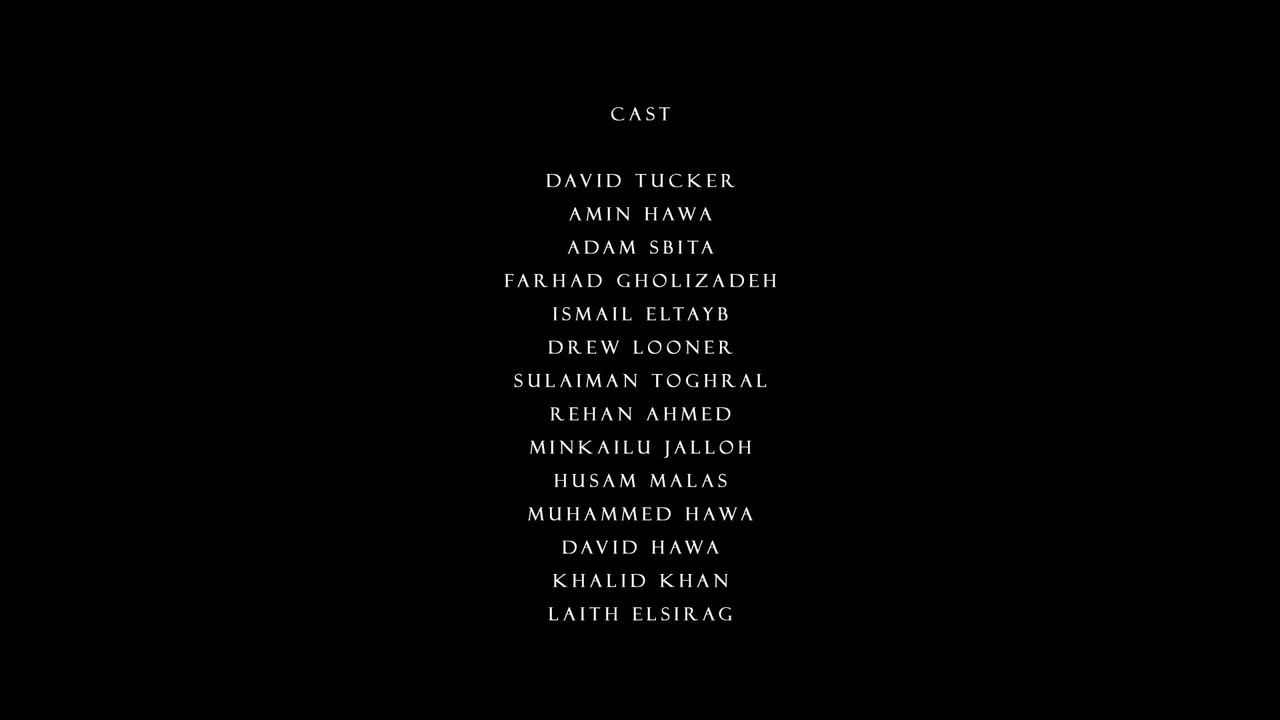 CAST
DAVID TUCKER
AMIN HAWA
ADAM SBITA
FARHAD GHOLIZADEH
ISMAIL ELTAYB
DREW LOONER
SULAIMAN TOGHRAL
REHAN AHMED
MINKAILU JALLOH
HUSAM MALAS
MUHAMMED HAWA
DAVID HAWA
KHALID KHAN
LAITH ELSIRAG